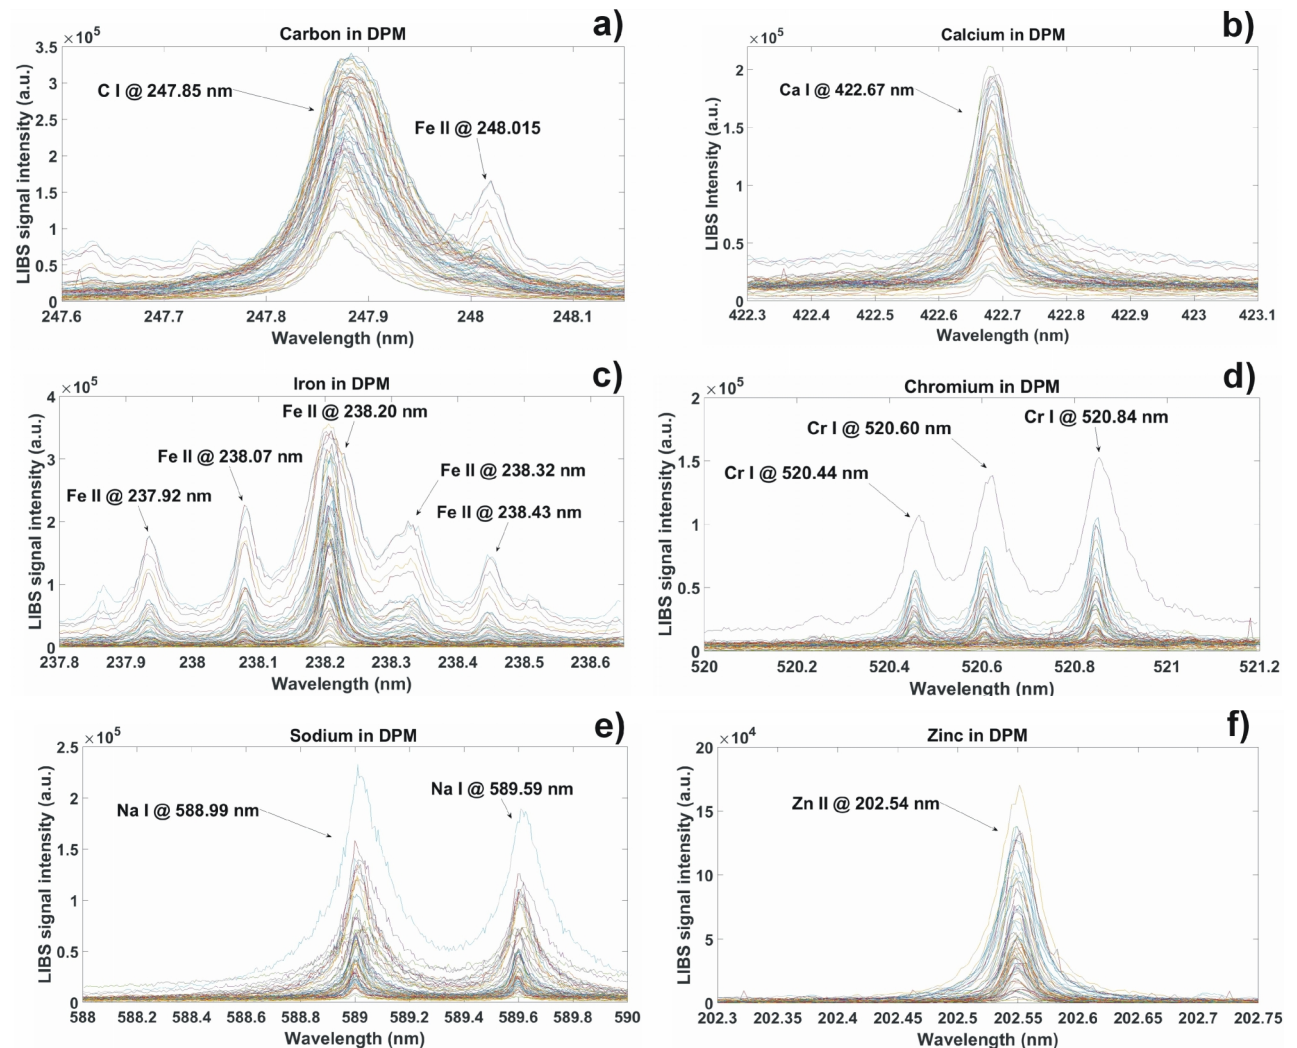 a)
Carbon in DPM
×10⁵
3.5
3
2.5
2
1.5
1
0.5
0
C I @ 247.85 nm
Fe II @ 248.015
LIBS signal intensity (a.u.)
247.6 247.7 247.8 247.9 248 248.1
Wavelength (nm)
b)
Calcium in DPM
×10⁵
2
1.5
1
0.5
0
Ca I @ 422.67 nm
LIBS Intensity (a.u.)
422.3 422.4 422.5 422.6 422.7 422.8 422.9 423 423.1
Wavelength (nm)
c)
Iron in DPM
×10⁵
4
3
2
1
0
Fe II @ 238.20 nm
Fe II @ 238.07 nm
Fe II @ 238.32 nm
Fe II @ 237.92 nm
Fe II @ 238.43 nm
LIBS signal intensity (a.u.)
237.8 237.9 238 238.1 238.2 238.3 238.4 238.5 238.6
Wavelength (nm)
d)
Chromium in DPM
×10⁵
2
1.5
1
0.5
0
Cr I @ 520.84 nm
Cr I @ 520.60 nm
Cr I @ 520.44 nm
LIBS signal intensity (a.u.)
520 520.2 520.4 520.6 520.8 521 521.2
Wavelength (nm)
e)
Sodium in DPM
×10⁵
2.5
2
1.5
1
0.5
0
Na I @ 589.59 nm
Na I @ 588.99 nm
LIBS signal intensity (a.u.)
588 588.2 588.4 588.6 588.8 589 589.2 589.4 589.6 589.8 590
Wavelength (nm)
f)
Zinc in DPM
×10⁴
20
15
10
5
0
Zn II @ 202.54 nm
LIBS signal intensity (a.u.)
202.3 202.35 202.4 202.45 202.5 202.55 202.6 202.65 202.7 202.75
Wavelength (nm)